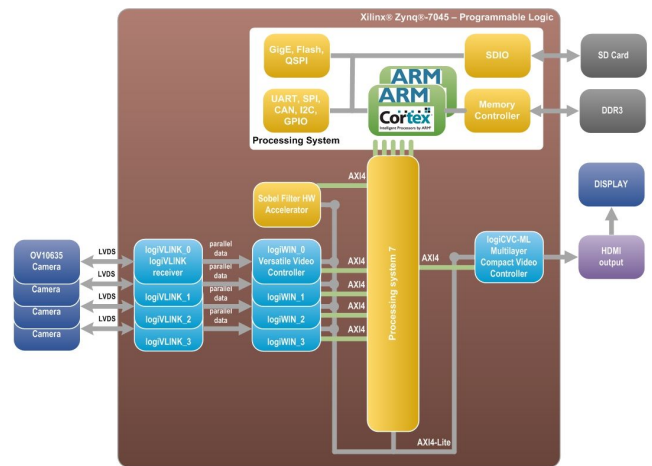 Xilinx® Zynq®-7045 – Programmable Logic
GigE, Flash,
QSPI
SDIO
SD Card
ARM
ARM
Cortex
Intelligent Processors by ARM®
UART, SPI,
CAN, I2C,
GPIO
Memory
Controller
DDR3
Processing System
AXI4
Sobel Filter HW
Accelerator
Processing system 7
DISPLAY
OV10635
Camera
LVDS
logiVLINK_0
logiVLINK
receiver
parallel
data
logiWIN_0
Versatile Video
Controller
AXI4
AXI4
logiCVC-ML
Multilayer
Compact Video
Controller
HDMI
output
Camera
LVDS
logiVLINK_1
parallel
data
logiWIN_1
AXI4
Camera
LVDS
logiVLINK_2
parallel
data
logiWIN_2
AXI4
Camera
LVDS
logiVLINK_3
parallel
data
logiWIN_3
AXI4
AXI4-Lite